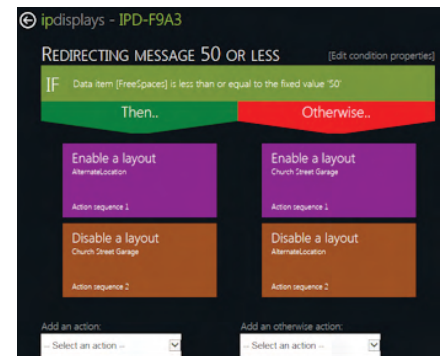 ipdisplays - IPD-F9A3
REDIRECTING MESSAGE 50 OR LESS
[Edit condition properties]
IF Data item [FreeSpaces] is less than or equal to the fixed value '50'
Then..
Otherwise..
Enable a layout
AlternateLocation
Action sequence 1
Enable a layout
Church Street Garage
Action sequence 1
Disable a layout
Church Street Garage
Action sequence 2
Disable a layout
AlternateLocation
Action sequence 2
Add an action:
-- Select an action --
Add an otherwise action:
-- Select an action --